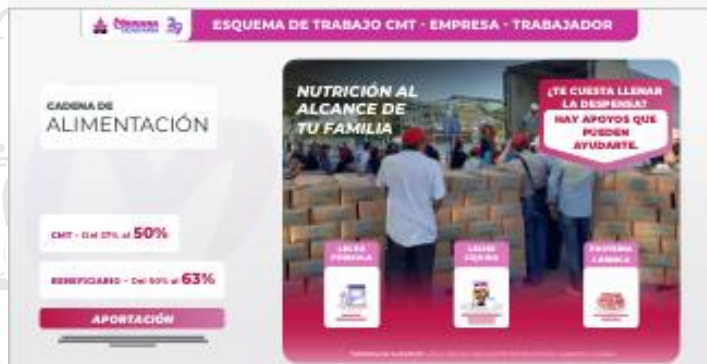 ESQUEMA DE TRABAJO CMT - EMPRESA - TRABAJADOR
CADENA DE
ALIMENTACIÓN
NUTRICIÓN AL
ALCANCE DE
TU FAMILIA
¿TE CUESTA LLENAR
LA DESPENSA?
HAY APOYOS QUE
PUEDEN
AYUDARTE.
CMT - Del 37% al 50%
BENEFICIARIO - Del 50% al 63%
APORTACIÓN
LECHE
FÓRMULA
LECHE
LÍQUIDA
PROTEÍNA